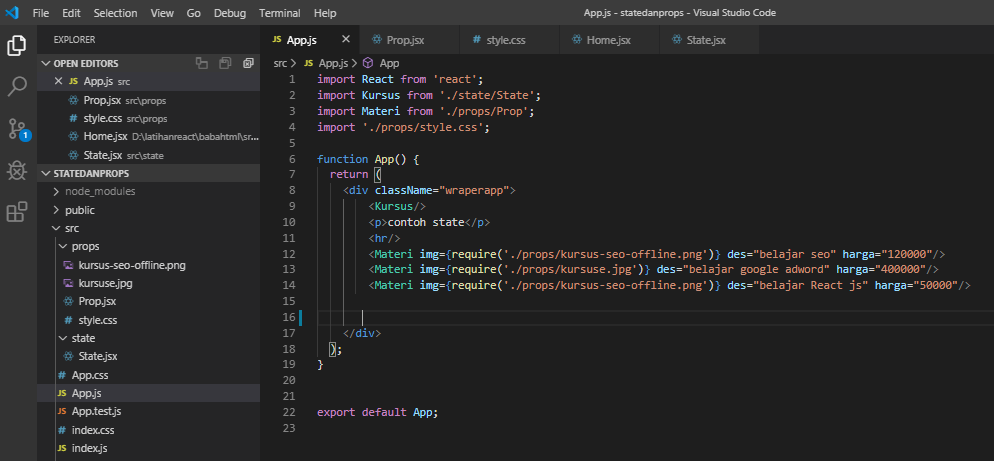 File Edit Selection View Go Debug Terminal Help App.js - statedanprops - Visual Studio Code
EXPLORER
OPEN EDITORS
JS App.js src
Prop.jsx src\props
# style.css src\props
Home.jsx D:\latihanreact\babahtml\sr...
State.jsx src\state
STATEDANPROPS
node_modules
public
src
props
kursus-seo-offline.png
kursuse.jpg
Prop.jsx
# style.css
state
State.jsx
# App.css
JS App.js
JS App.test.js
# index.css
JS index.js
1
JS App.js Prop.jsx # style.css Home.jsx State.jsx
src > JS App.js > App
1 import React from 'react';
2 import Kursus from './state/State';
3 import Materi from './props/Prop';
4 import './props/style.css';
5
6 function App() {
7 return (
8 <div className="wraperapp">
9 <Kursus/>
10 <p>contoh state</p>
11 <hr/>
12 <Materi img={require('./props/kursus-seo-offline.png')} des="belajar seo" harga="120000"/>
13 <Materi img={require('./props/kursuse.jpg')} des="belajar google adword" harga="400000"/>
14 <Materi img={require('./props/kursus-seo-offline.png')} des="belajar React js" harga="50000"/>
15
16
17 </div>
18 );
19 }
20
21
22 export default App;
23